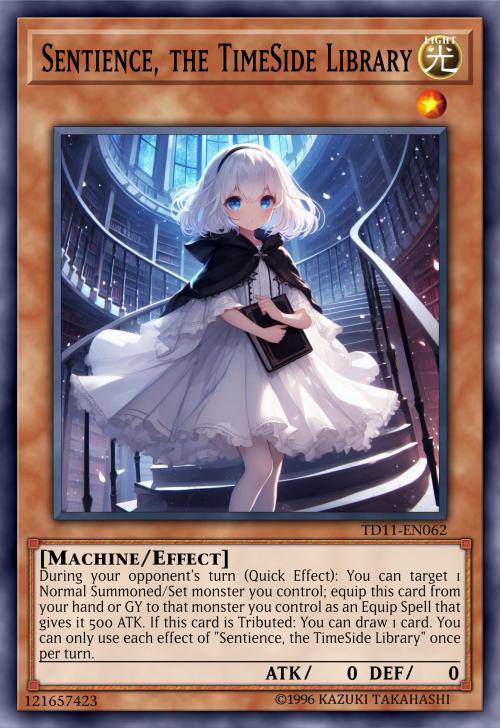 SENTIENCE, THE TIMESIDE LIBRARY
LIGHT
光
TD11-EN062
[MACHINE/EFFECT]
During your opponent's turn (Quick Effect): You can target 1
Normal Summoned/Set monster you control; equip this card from
your hand or GY to that monster you control as an Equip Spell that
gives it 500 ATK. If this card is Tributed: You can draw 1 card. You
can only use each effect of "Sentience, the TimeSide Library" once
per turn.
ATK/ 0 DEF/ 0
121657423
©1996 KAZUKI TAKAHASHI